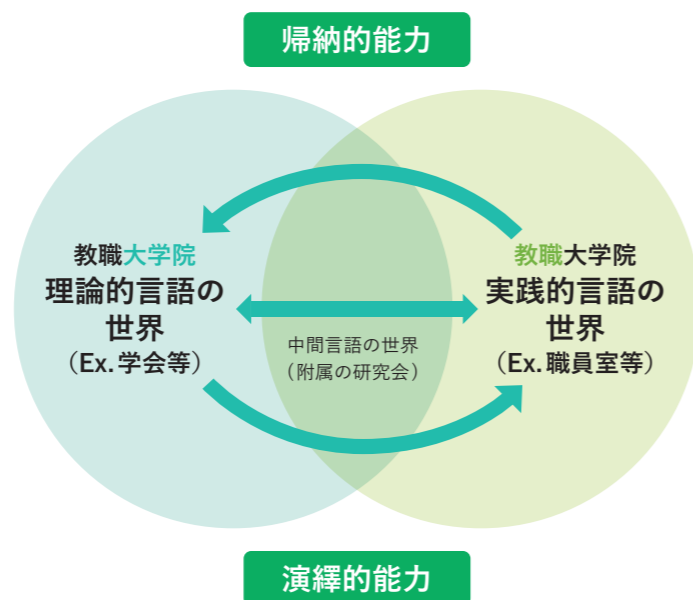 帰納的能力
教職大学院
理論的言語の
世界
（Ex.学会等）
中間言語の世界
（附属の研究会）
教職大学院
実践的言語の
世界
（Ex.職員室等）
演繹的能力